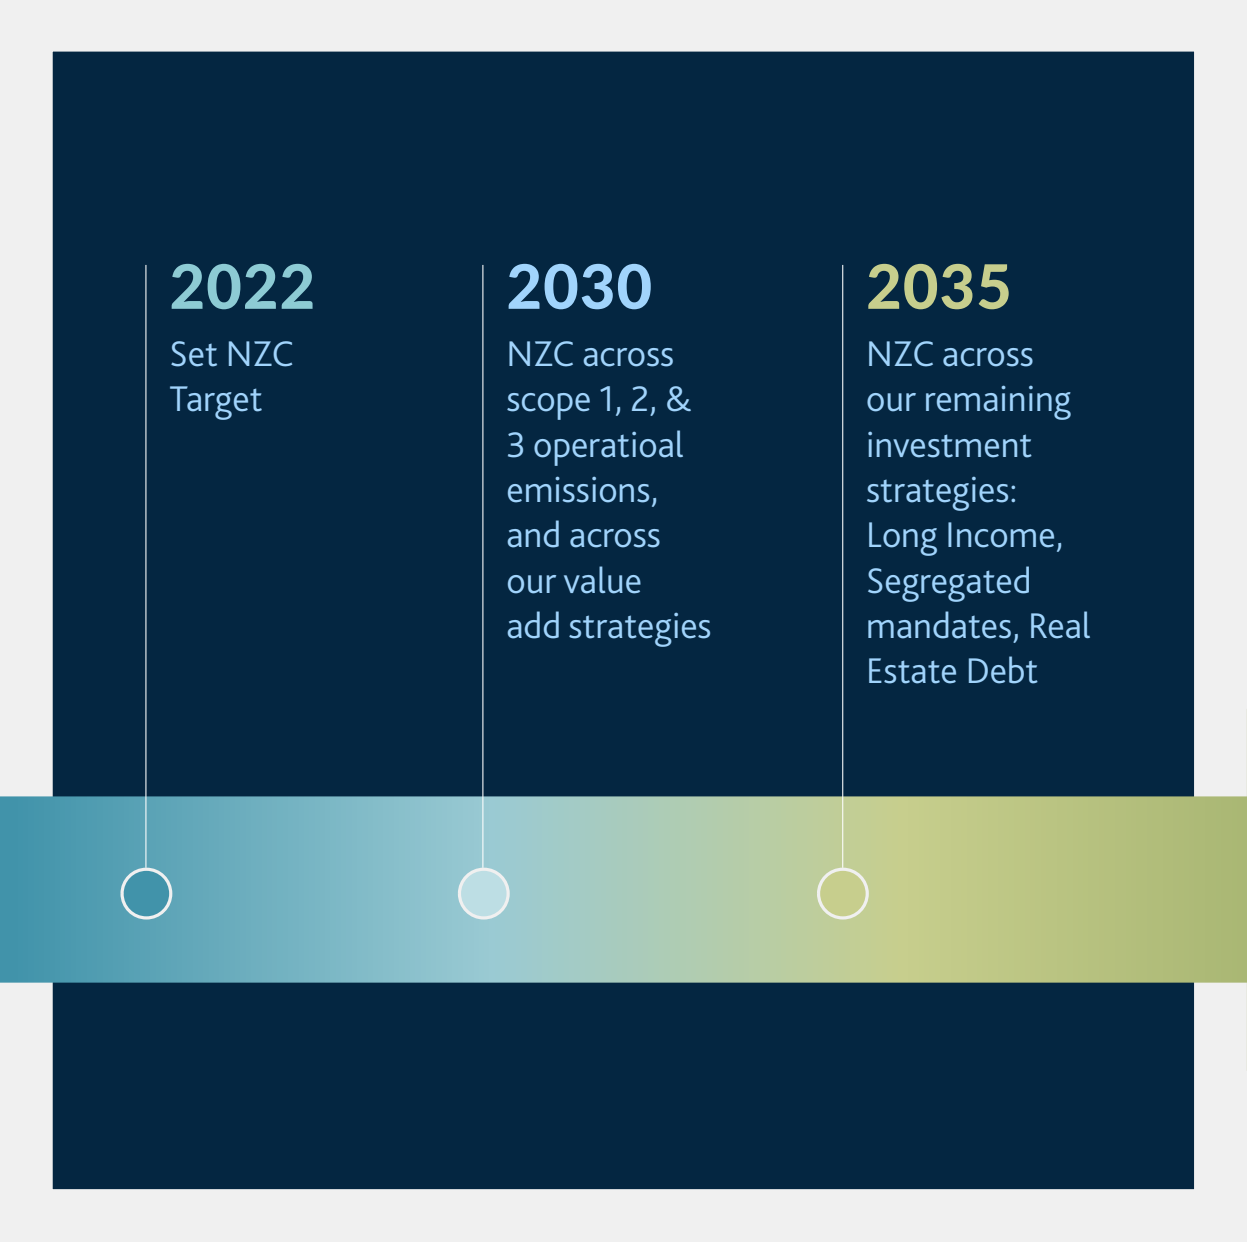 2022
Set NZC
Target
2030
NZC across
scope 1, 2, &
3 operatioal
emissions,
and across
our value
add strategies
2035
NZC across
our remaining
investment
strategies:
Long Income,
Segregated
mandates, Real
Estate Debt